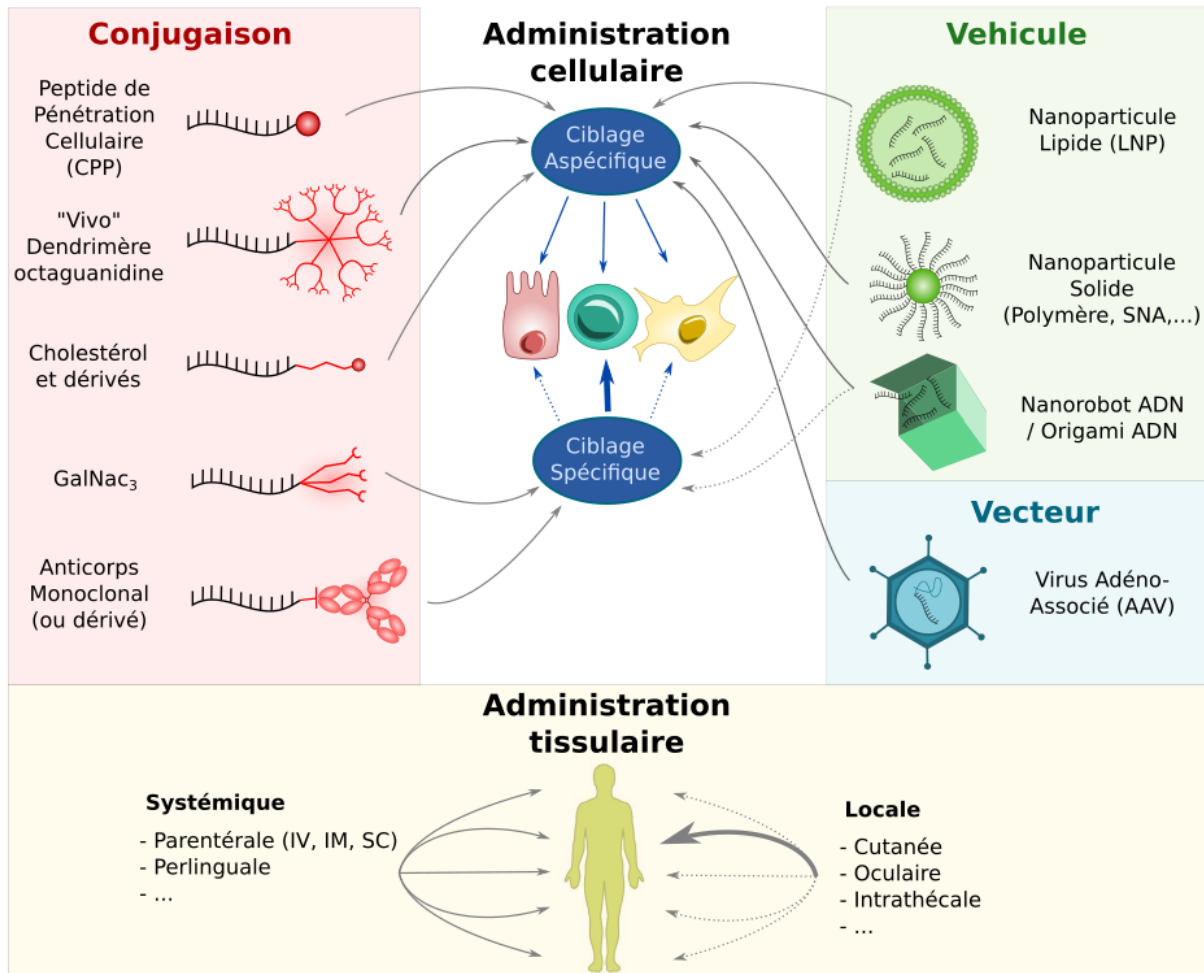 Conjugaison
Peptide de
Pénétration
Cellulaire
(CPP)
"Vivo"
Dendrimère
octaguanidine
Cholestérol
et dérivés
GalNac₃
Anticorps
Monoclonal
(ou dérivé)
Administration
cellulaire
Ciblage
Aspécifique
Ciblage
Spécifique
Vehicule
Nanoparticule
Lipide (LNP)
Nanoparticule
Solide
(Polymère, SNA,...)
Nanorobot ADN
/ Origami ADN
Vecteur
Virus Adéno-
Associé (AAV)
Administration
tissulaire
Systémique
- Parentérale (IV, IM, SC)
- Perlinguale
- ...
Locale
- Cutanée
- Oculaire
- Intrathécale
- ...